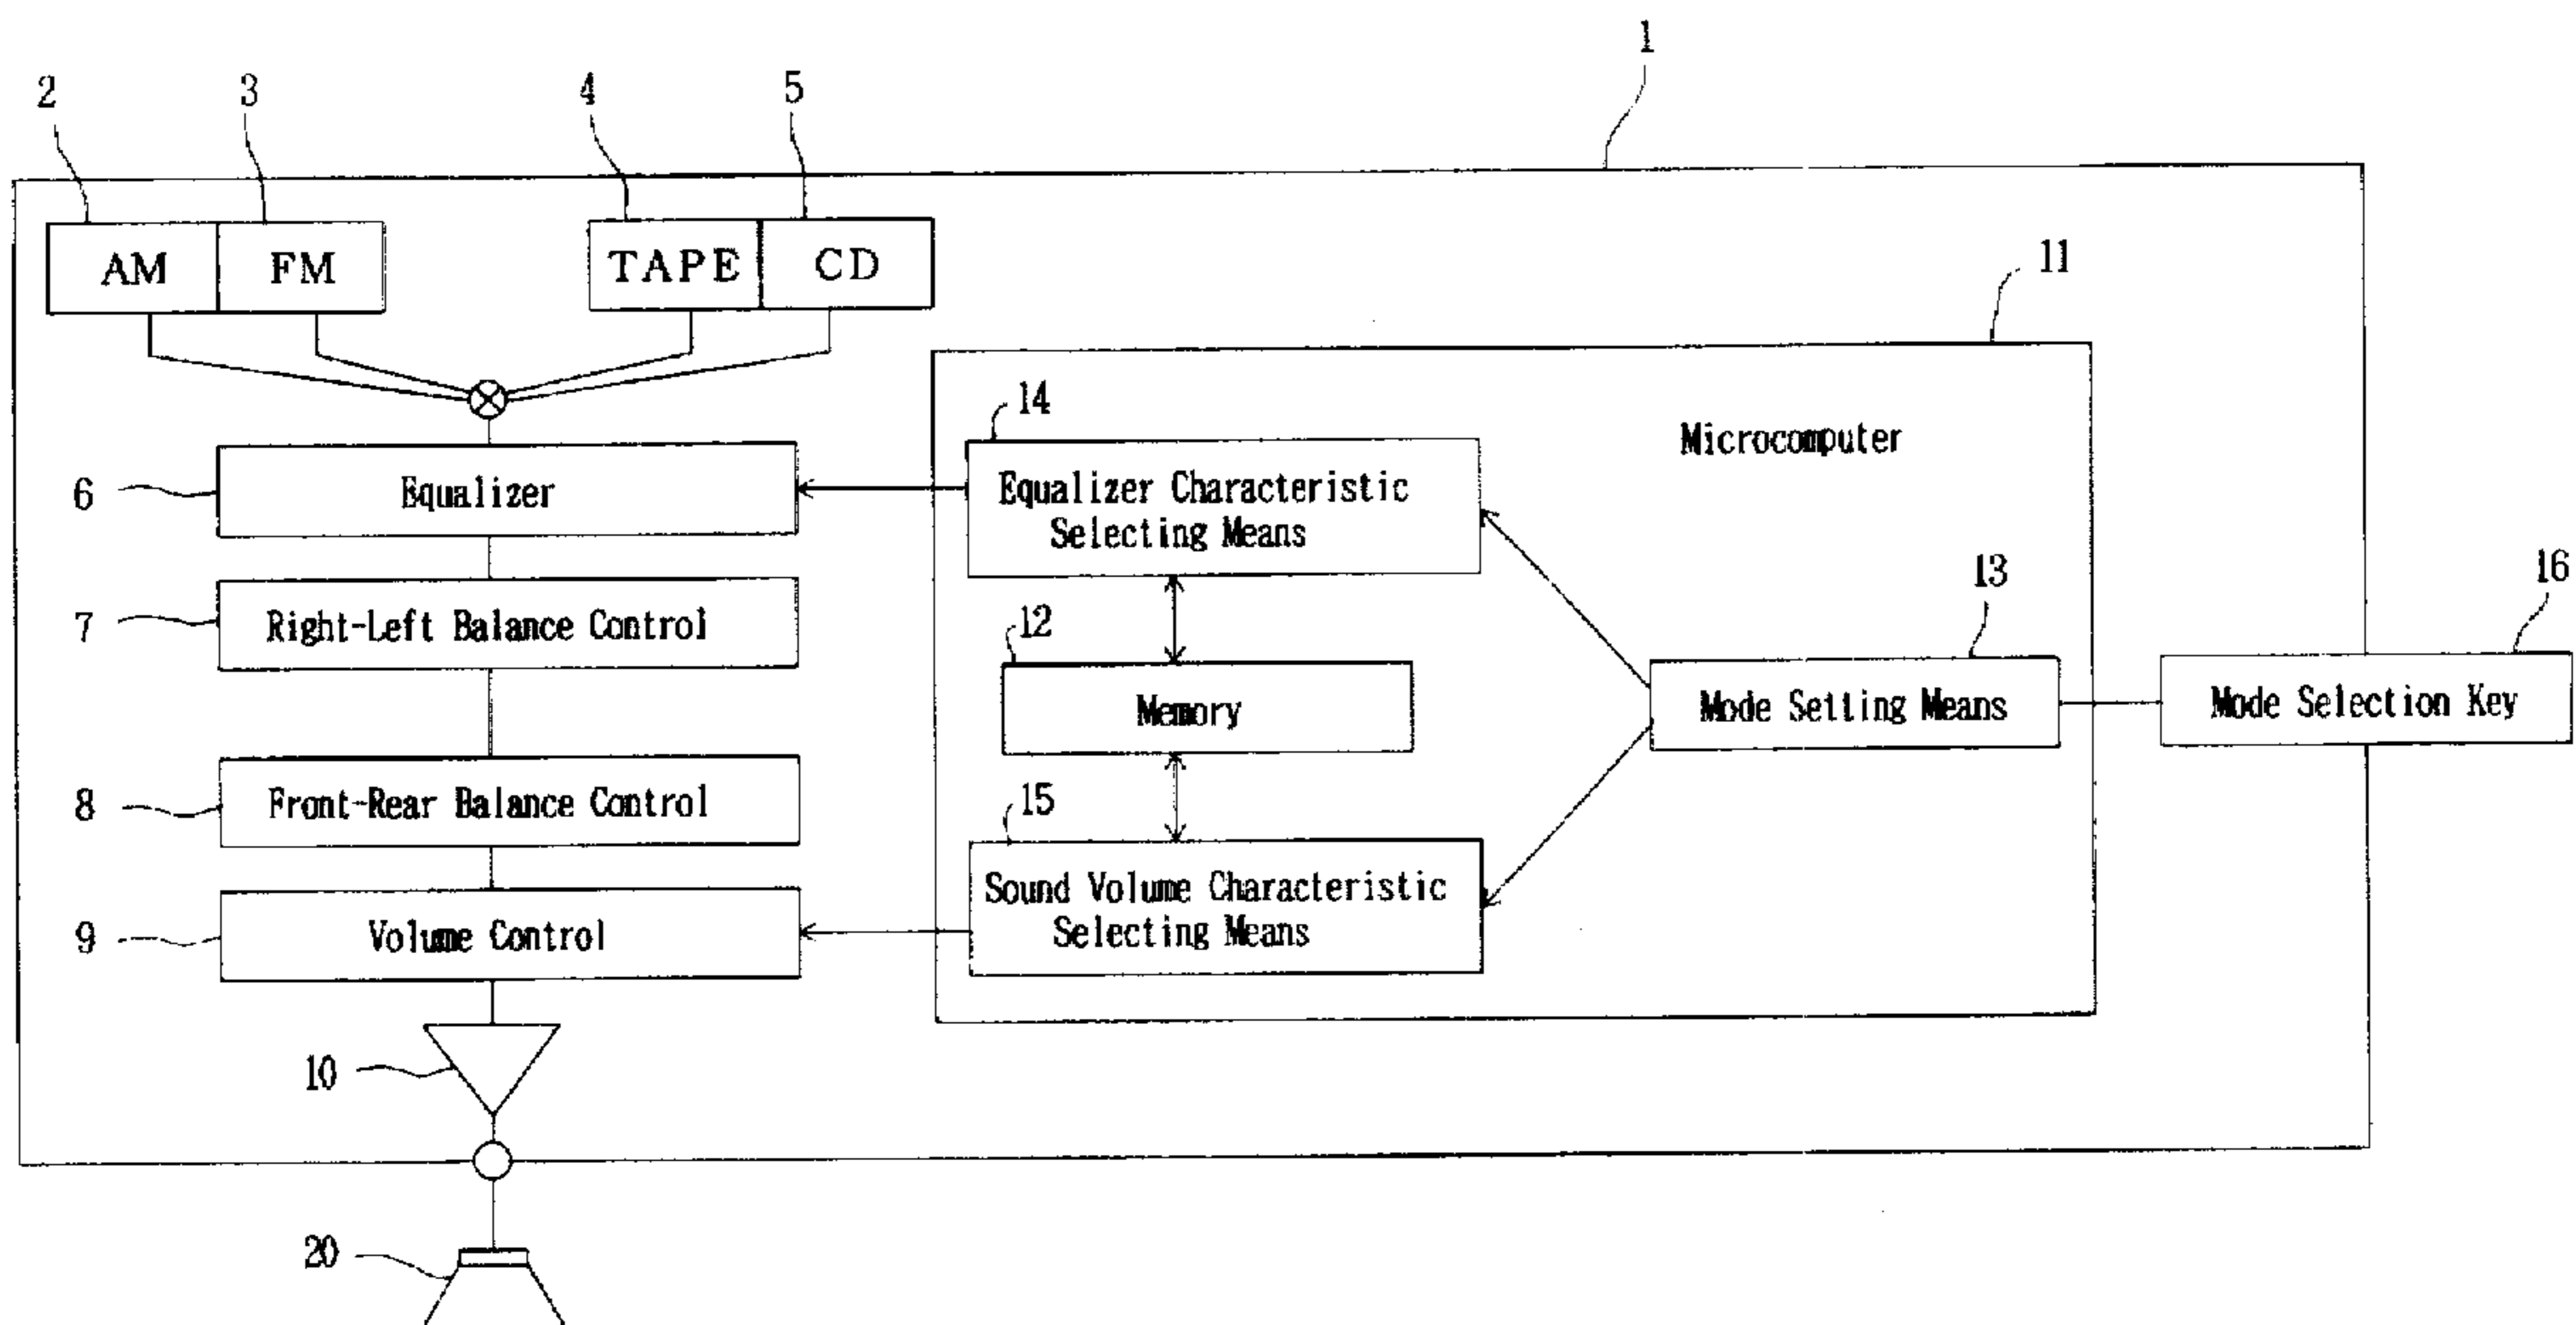 1
2 3 4 5
AM FM TAPE CD
11
14
Microcomputer
6 Equalizer
Equalizer Characteristic
Selecting Means
13
16
7 Right-Left Balance Control
12
Memory
Mode Setting Means
Mode Selection Key
8 Front-Rear Balance Control
15
Sound Volume Characteristic
Selecting Means
9 Volume Control
10
20